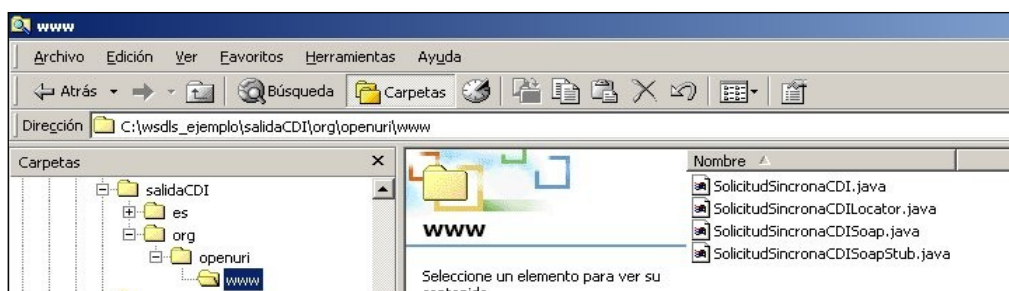 www
Archivo Edición Ver Favoritos Herramientas Ayuda
Atrás Búsqueda Carpetas
Dirección C:\wsdls_ejemplo\salidaCDI\org\openuri\www
Carpetas x
salidaCDI
es
org
openuri
www
www
Seleccione un elemento para ver su
Nombre
SolicitudSincronaCDI.java
SolicitudSincronaCDILocator.java
SolicitudSincronaCDISoap.java
SolicitudSincronaCDISoapStub.java